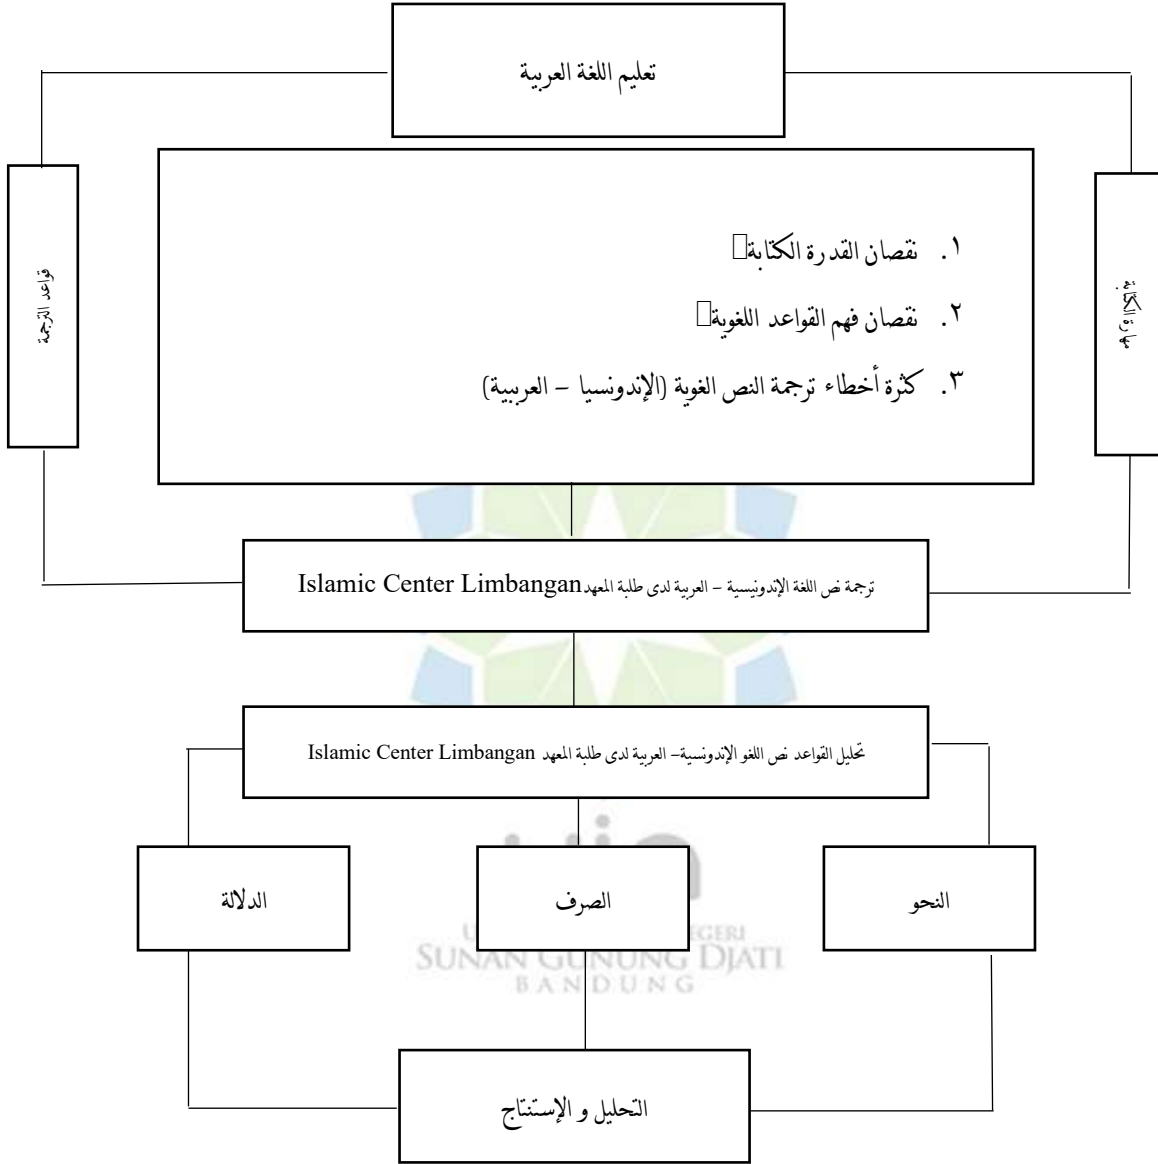 تعليم اللغة العربية
مهارة الكتابة
قواعد الترجمة
١. نقصان القدرة الكتابة
٢. نقصان فهم القواعد اللغوية
٣. كثرة أخطاء ترجمة النص الغوية (الإندونسيا – العربية)
ترجمة نص اللغة الإندونيسية – العربية لدى طلبة المعهد Islamic Center Limbangan
تحليل القواعد نص اللغو الإندونسية– العربية لدى طلبة المعهد Islamic Center Limbangan
النحو
الصرف
الدلالة
SUNAN GUNUNG DJATI
BANDUNG
التحليل و الإستنتاج